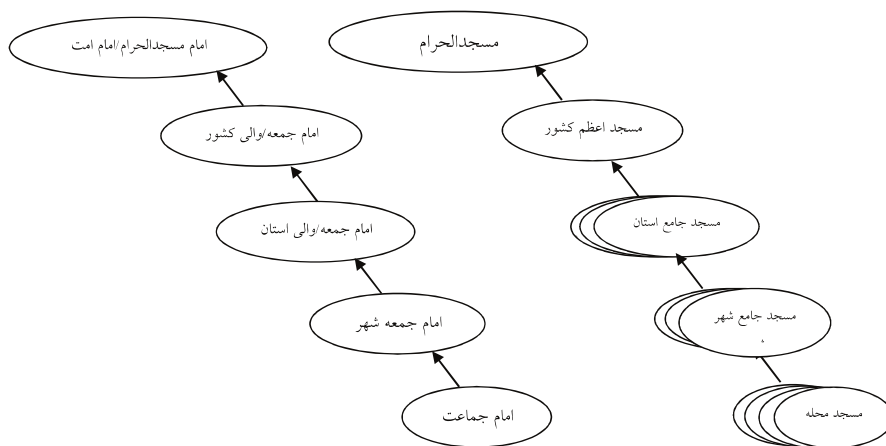 مسجدالحرام
امام مسجدالحرام/امام امت
مسجد اعظم کشور
امام جمعه/والی کشور
مسجد جامع استان
امام جمعه/والی استان
مسجد جامع شهر
امام جمعه شهر
مسجد محله
امام جماعت